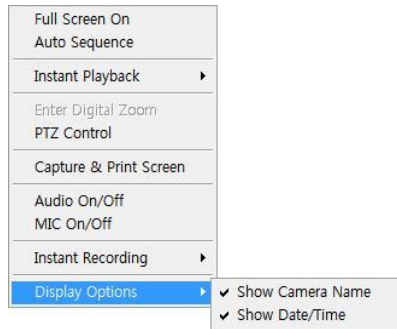 Full Screen On
Auto Sequence
Instant Playback
Enter Digital Zoom
PTZ Control
Capture & Print Screen
Audio On/Off
MIC On/Off
Instant Recording
Display Options
Show Camera Name
Show Date/Time